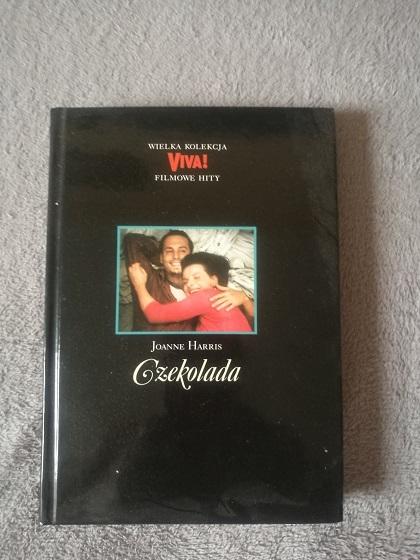 WIELKA KOLEKCJA
VIVA!
FILMOWE HITY
JOANNE HARRIS
Czekolada